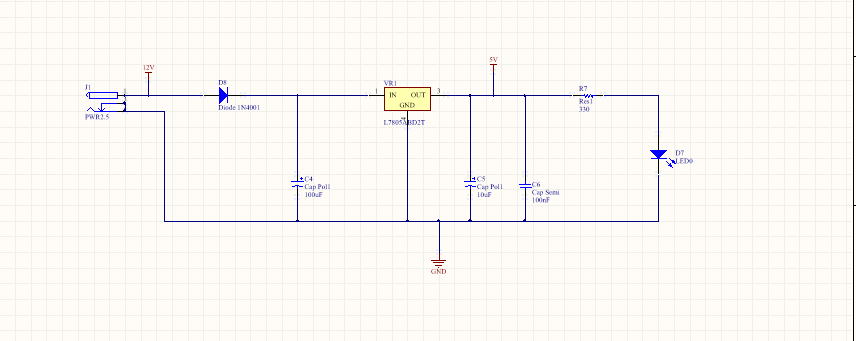 12V
J1
1
PWR2.5
D8
Diode 1N4001
VR1
1
IN OUT
GND
3
L7805ABD2T
5V
R7
Res1
330
D7
LED0
C4
Cap Pol1
100uF
C5
Cap Pol1
10uF
C6
Cap Semi
100nF
GND